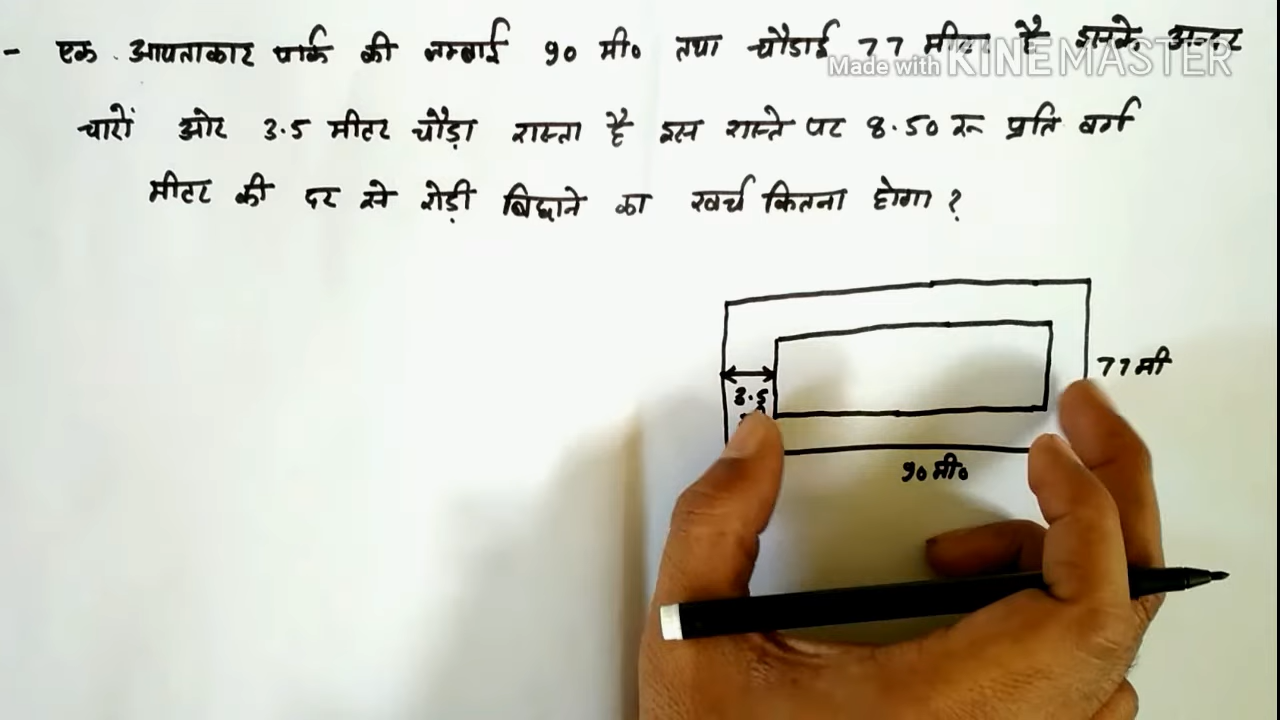 - एक आयताकार पार्क की लम्बाई 90 मी० तथा चौडाई 77 मीटर है इसके अन्दर
Made with KINEMASTER
चारों ओर 3.5 मीटर चौड़ा रास्ता है इस रास्ते पर 8.50 रू प्रति वर्ग
मीटर की दर से रोड़ी बिछाने का खर्च कितना होगा ?
77 मी
3.5
90 मी०